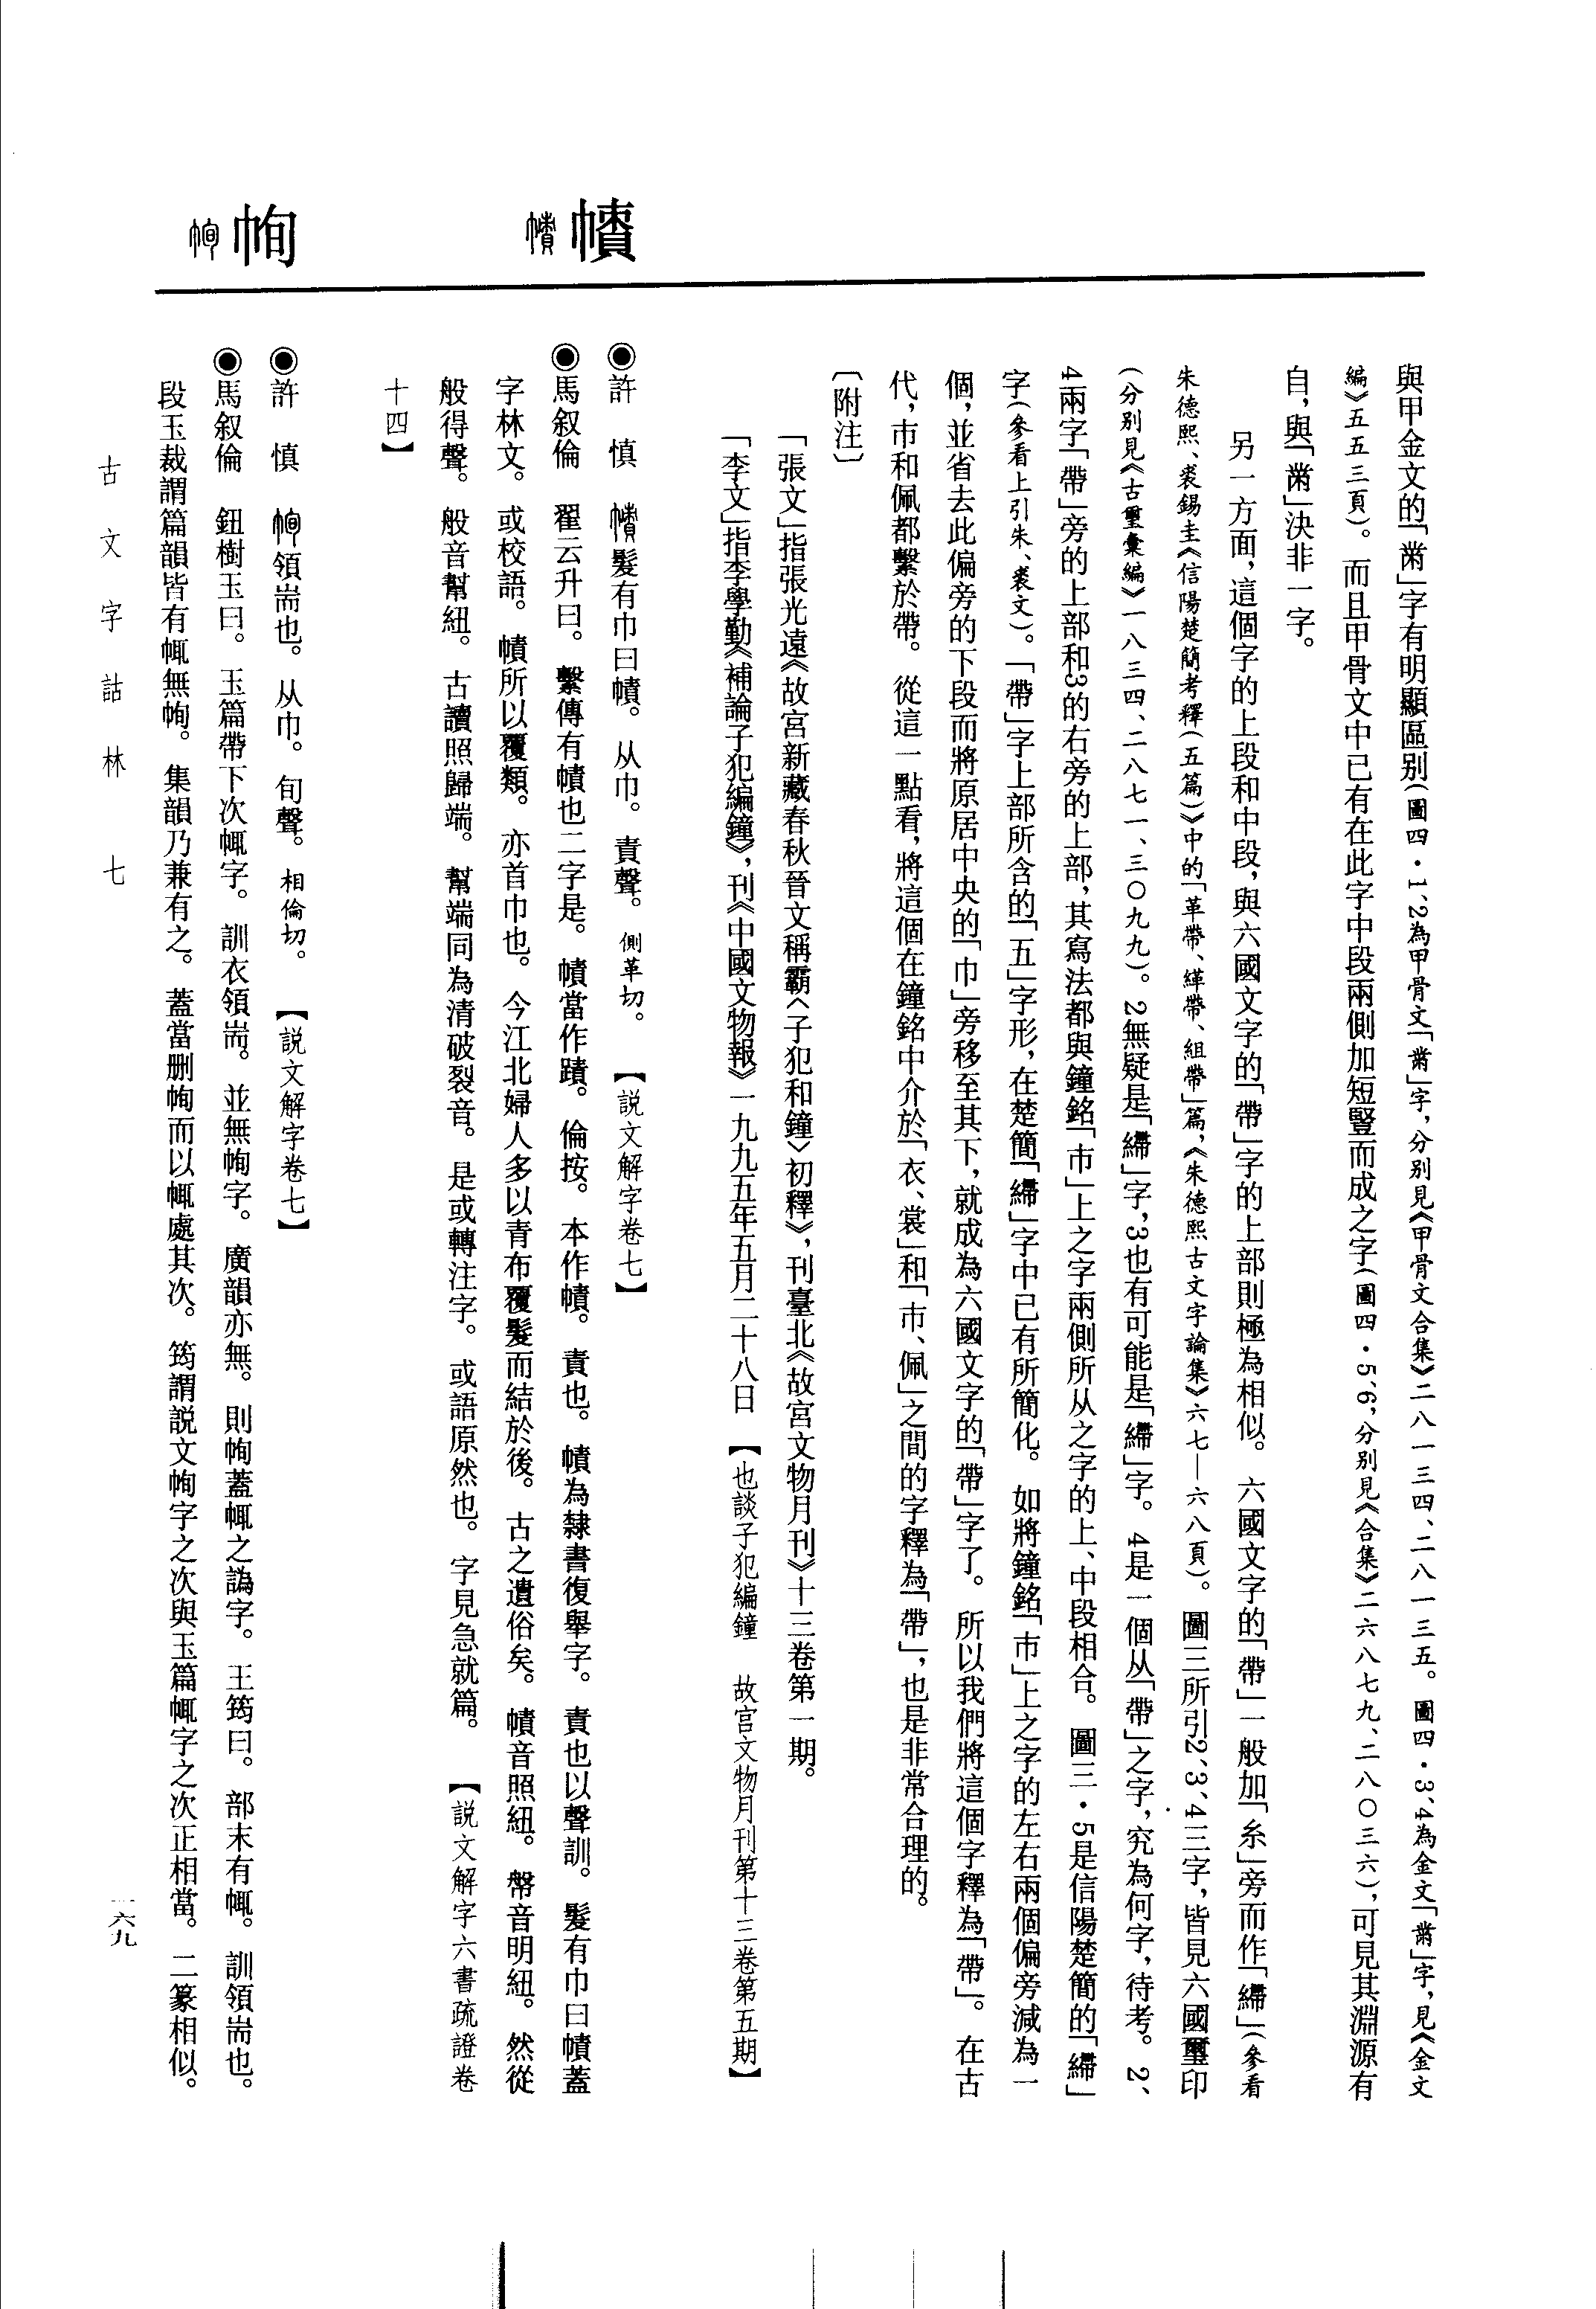 與甲金文的「黹」字有明顯區别(圖四·1、2為甲骨文「黹」字，分别見《甲骨文合集》二八一三四、二八一三五。圖四·3、4為金文「黹」字，見《金文
編》五五三頁)。而且甲骨文中已有在此字中段兩側加短豎而成之字(圖四·5、6，分别見《合集》二六八七九、二八〇三六)，可見其淵源有
自，與「黹」決非一字。
另一方面，這個字的上段和中段，與六國文字的「帶」字的上部則極為相似。六國文字的「帶」一般加「糸」旁而作「繃」(參看
朱德熙、裘錫圭《信陽楚簡考釋(五篇)》中的「革帶、緙帶、組帶」篇，《朱德熙古文字論集》六七—六八頁)。圖三所引2、3、4三字，皆見六國璽印
(分别見《古璽彙編》一八三四、二八七一、三〇九九)。2無疑是「繻」字，3也有可能是「繻」字。4是一個从「帶」之字，究為何字，待考。2、
4兩字「帶」旁的上部和3的右旁的上部，其寫法都與鐘銘「巿」上之字兩側所从之字的上、中段相合。圖三·5是信陽楚簡的「繻」
字(參看上引朱、裘文)。「帶」字上部所含的「五」字形，在楚簡「繻」字中已有所簡化。如將鐘銘「巿」上之字的左右兩個偏旁減為一
個，並省去此偏旁的下段而將原居中央的「巾」旁移至其下，就成為六國文字的「帶」字了。所以我們將這個字釋為「帶」。在古
代，巿和佩都繫於帶。從這一點看，將這個在鐘銘中介於「衣、裳」和「巿、佩」之間的字釋為「帶」，也是非常合理的。
〔附注〕
「張文」指張光遠《故宮新藏春秋晉文稱霸〈子犯和鐘〉初釋》，刊臺北《故宮文物月刊》十三卷第一期。
「李文」指李學勤《補論子犯編鐘》，刊《中國文物報》一九九五年五月二十八日 【也談子犯編鐘 故宮文物月刊第十三卷第五期】
幘
◉許 慎 幘髮有巾曰幘。从巾。責聲。側革切。 【説文解字卷七】
◉馬叙倫 翟云升曰。繫傳有幘也二字是。幘當作蹟。倫按。本作幘。責也。幘為隸書復舉字。責也以聲訓。髮有巾曰幘蓋
字林文。或校語。幘所以覆類。亦首巾也。今江北婦人多以青布覆髮而結於後。古之遺俗矣。幘音照紐。幣音明紐。然從
般得聲。般音幫紐。古讀照歸端。幫端同為清破裂音。是或轉注字。或語原然也。字見急就篇。 【説文解字六書疏證卷
十四】
帕
◉許 慎 領耑也。从巾。旬聲。相倫切。 【説文解字卷七】
◉馬叙倫 鈕樹玉曰。玉篇帶下次㡇字。訓衣領耑。並無㡒字。廣韻亦無。則㡒蓋㡇之譌字。王筠曰。部末有㡇。訓領耑也。
段玉裁謂篇韻皆有㡇無㡒。集韻乃兼有之。蓋當删㡒而以㡇處其次。筠謂説文㡒字之次與玉篇㡇字之次正相當。二篆相似。
古文字詁林 七
一六九